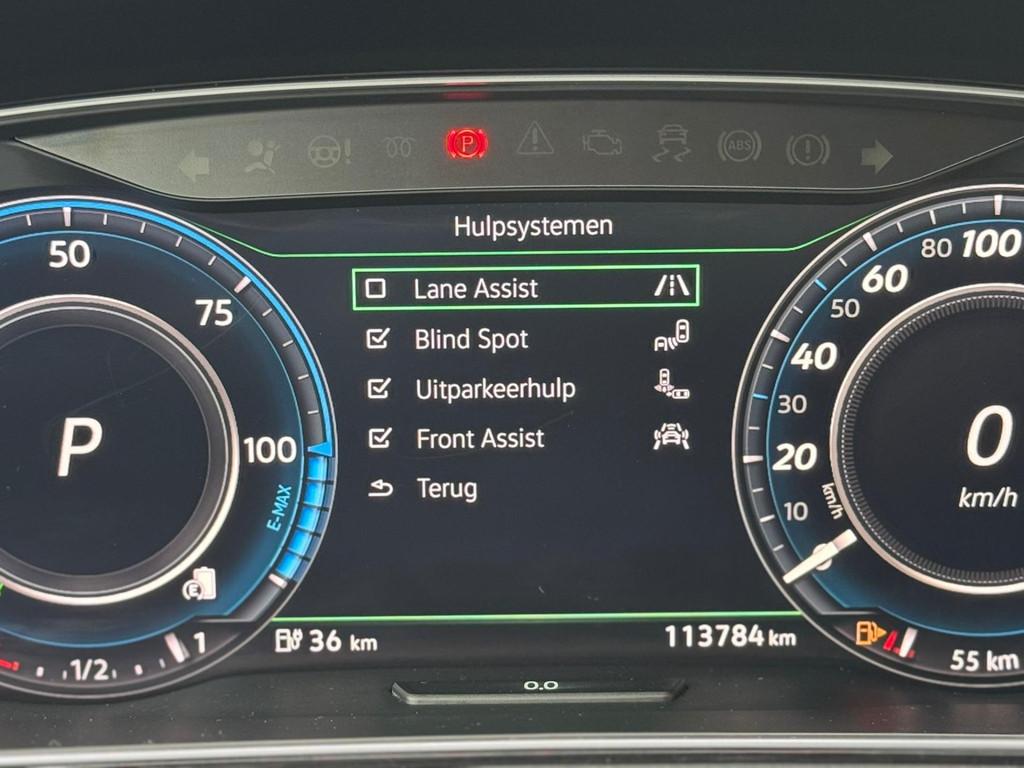 P
ABS
Hulpsystemen
Lane Assist
Blind Spot
Uitparkeerhulp
Front Assist
Terug
50
75
100
E-MAX
P
E
1/2
1
36 km
113784 km
0.0
10
20
30
40
50
60
80
100
km/h
0
km/h
55 km